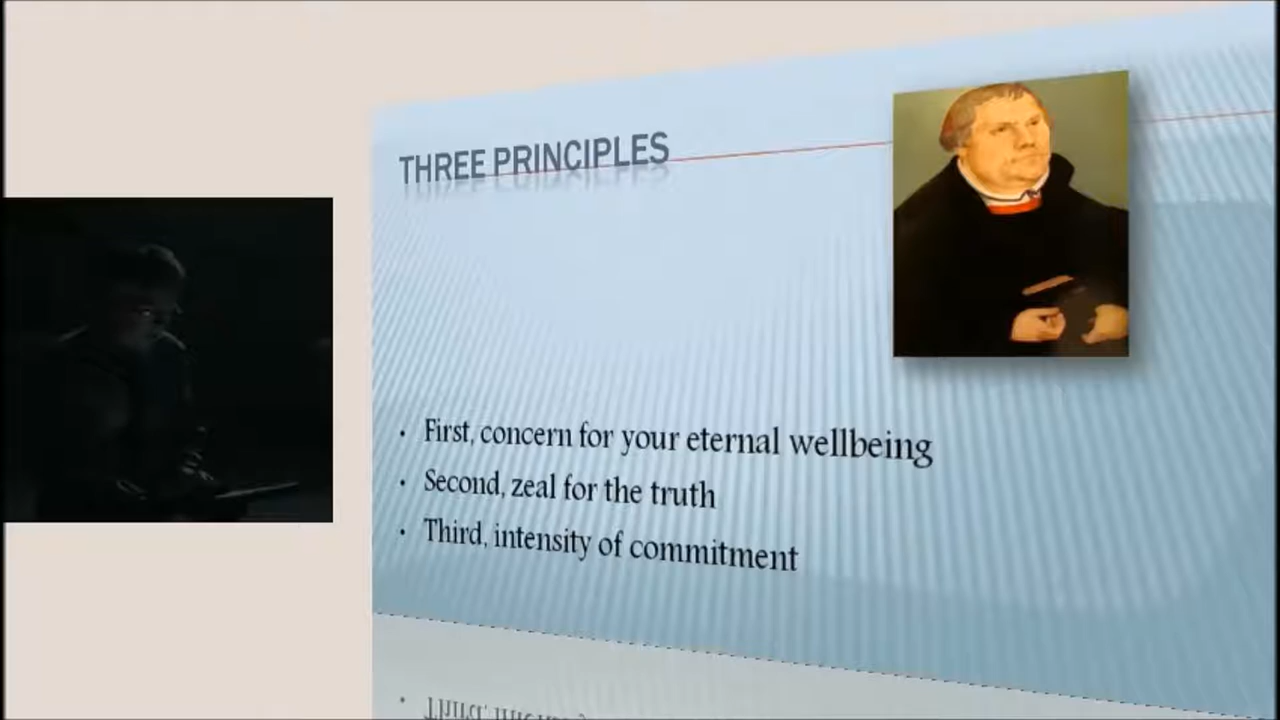 THREE PRINCIPLES
• First, concern for your eternal wellbeing
• Second, zeal for the truth
• Third, intensity of commitment